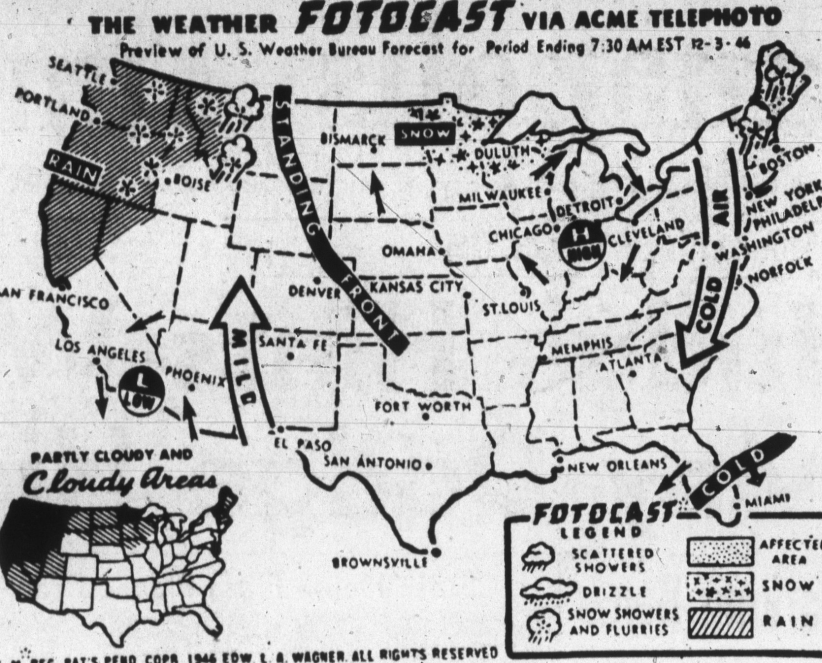 THE WEATHER FOTOCAST VIA ACME TELEPHOTO
Preview of U. S. Weather Bureau Forecast for Period Ending 7:30 AM EST 12-3-46
SEATTLE
PORTLAND
RAIN
BOISE
STANDING FRONT
BISMARCK
SNOW
DULUTH
MILWAUKEE
DETROIT
CHICAGO
H
HIGH
CLEVELAND
BOSTON
NEW YORK
PHILADELP
WASHINGTON
NORFOLK
COLD AIR
OMAHA
DENVER
KANSAS CITY
ST. LOUIS
AN FRANCISCO
LOS ANGELES
L
LOW
PHOENIX
MILD
SANTA FE
MEMPHIS
ATLANTA
FORT WORTH
EL PASO
SAN ANTONIO
NEW ORLEANS
COLD
MIAMI
BROWNSVILLE
PARTLY CLOUDY AND
Cloudy Areas
FOTOCAST
LEGEND
SCATTERED
SHOWERS
DRIZZLE
SNOW SHOWERS
AND FLURRIES
AFFECTE
AREA
SNOW
RAIN
REG. PAT'S PEND. COPR. 1946 EDW. L. A. WAGNER. ALL RIGHTS RESERVED